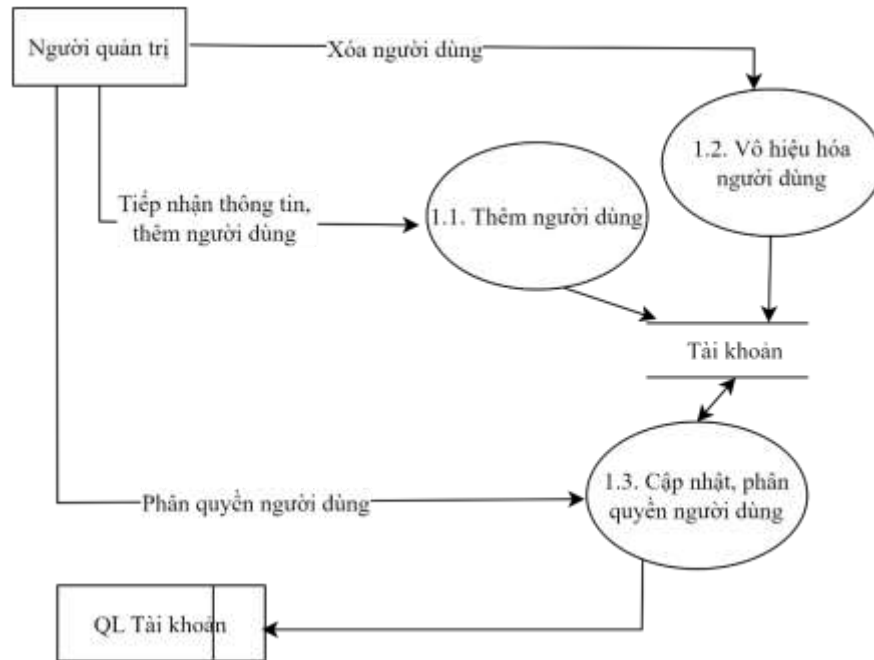 Người quản trị
Xóa người dùng
1.2. Vô hiệu hóa
người dùng
Tiếp nhận thông tin,
thêm người dùng
1.1. Thêm người dùng
Tài khoản
1.3. Cập nhật, phân
quyền người dùng
Phân quyền người dùng
QL Tài khoản